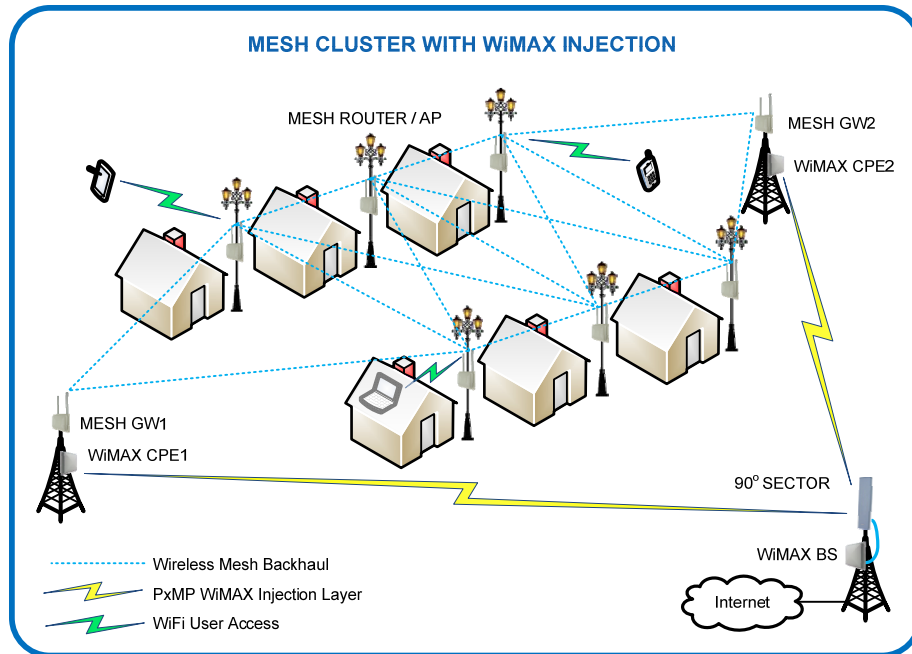 MESH CLUSTER WITH WiMAX INJECTION
MESH ROUTER / AP
MESH GW2
WiMAX CPE2
MESH GW1
WiMAX CPE1
90° SECTOR
WiMAX BS
Internet
Wireless Mesh Backhaul
PxMP WiMAX Injection Layer
WiFi User Access